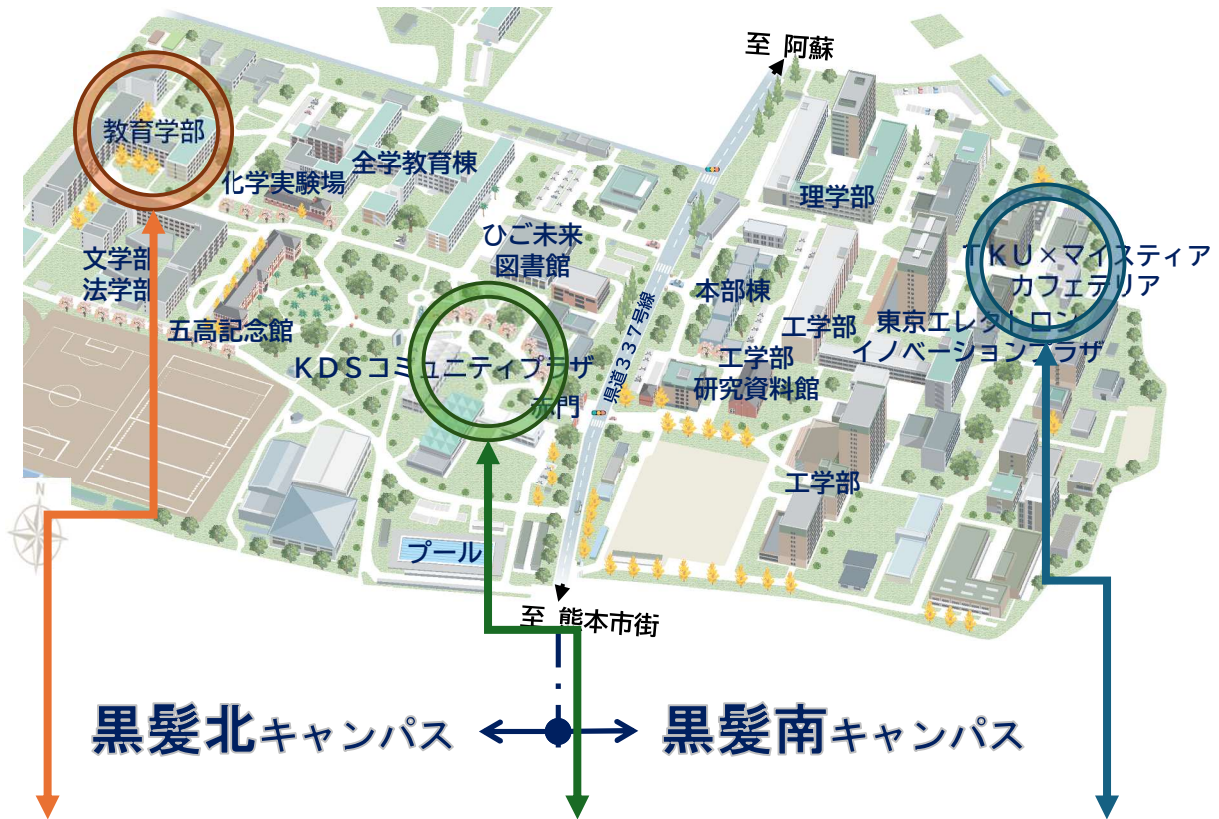 至 阿蘇
教育学部
化学実験場
全学教育棟
理学部
文学部
法学部
ひご未来
図書館
TKU×マイスティア
カフェテリア
本部棟
五高記念館
県道337号線
工学部
東京エレクトロン
イノベーションプラザ
KDSコミュニティプラザ
工学部
研究資料館
赤門
工学部
N
プール
至 熊本市街
黒髪北キャンパス
黒髪南キャンパス